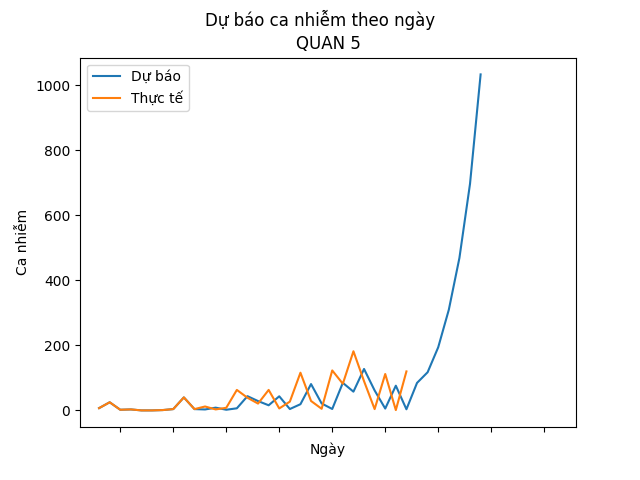 Dự báo ca nhiễm theo ngày
QUAN 5
Dự báo
Thực tế
1000
800
600
400
200
0
Ca nhiễm
Ngày